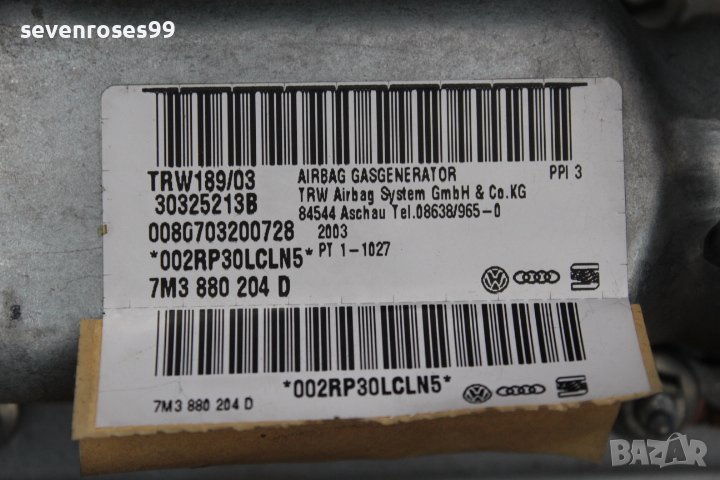 sevenroses99
TRW189/03
30325213B
0080703200728
*002RP30LCLN5*
7M3 880 204 D
AIRBAG GASGENERATOR PPI 3
TRW Airbag System GmbH & Co.KG
84544 Aschau Tel.08638/965-0
2003
PT 1-1027
*002RP30LCLN5*
7M3 880 204 D
BAZAR